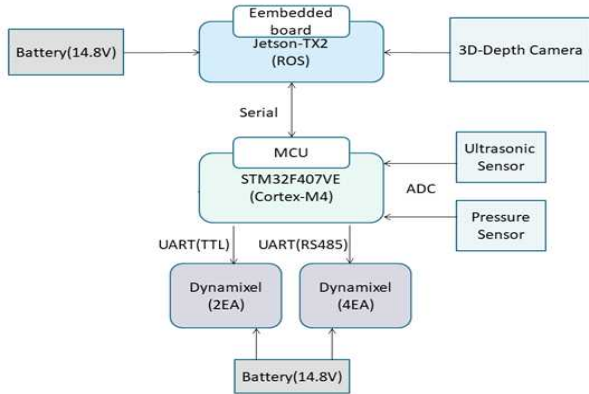 Eembedded
board
Battery(14.8V)
Jetson-TX2
(ROS)
3D-Depth Camera
Serial
MCU
STM32F407VE
(Cortex-M4)
Ultrasonic
Sensor
ADC
Pressure
Sensor
UART(TTL)
UART(RS485)
Dynamixel
(2EA)
Dynamixel
(4EA)
Battery(14.8V)